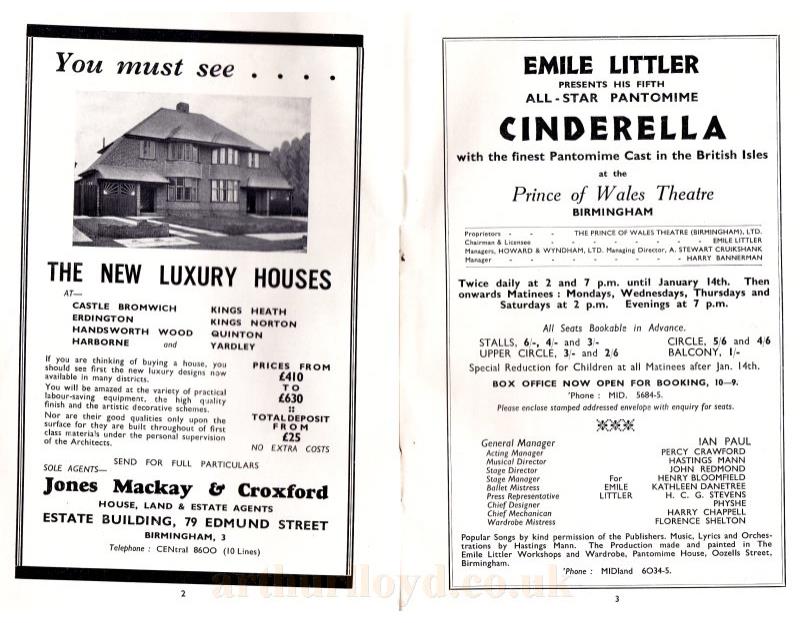 You must see . . . .
THE NEW LUXURY HOUSES
AT—
CASTLE BROMWICH
ERDINGTON
HANDSWORTH WOOD
HARBORNE and
KINGS HEATH
KINGS NORTON
QUINTON
YARDLEY
If you are thinking of buying a house, you
should see first the new luxury designs now
available in many districts.
You will be amazed at the variety of practical
labour-saving equipment, the high quality
finish and the artistic decorative schemes.
Nor are their good qualities only upon the
surface for they are built throughout of first
class materials under the personal supervision
of the Architects.
PRICES FROM
£410
TO
£630
::
TOTAL DEPOSIT
FROM
£25
NO EXTRA COSTS
SEND FOR FULL PARTICULARS
SOLE AGENTS—
Jones Mackay & Croxford
HOUSE, LAND & ESTATE AGENTS
ESTATE BUILDING, 79 EDMUND STREET
BIRMINGHAM, 3
Telephone : CENtral 8600 (10 Lines)
2
EMILE LITTLER
PRESENTS HIS FIFTH
ALL-STAR PANTOMIME
CINDERELLA
with the finest Pantomime Cast in the British Isles
at the
Prince of Wales Theatre
BIRMINGHAM
Proprietors - - - THE PRINCE OF WALES THEATRE (BIRMINGHAM), LTD.
Chairman & Licensee - - - - - - - - EMILE LITTLER
Managers, HOWARD & WYNDHAM, LTD. Managing Director, A. STEWART CRUIKSHANK
Manager - - - - - - - - - HARRY BANNERMAN
Twice daily at 2 and 7 p.m. until January 14th. Then
onwards Matinees : Mondays, Wednesdays, Thursdays and
Saturdays at 2 p.m. Evenings at 7 p.m.
All Seats Bookable in Advance.
STALLS, 6/-, 4/- and 3/- CIRCLE, 5/6 and 4/6
UPPER CIRCLE, 3/- and 2/6 BALCONY, 1/-
Special Reduction for Children at all Matinees after Jan. 14th.
BOX OFFICE NOW OPEN FOR BOOKING, 10—9.
'Phone : MID. 5684-5.
Please enclose stamped addressed envelope with enquiry for seats.
General Manager IAN PAUL
Acting Manager PERCY CRAWFORD
Musical Director HASTINGS MANN
Stage Director JOHN REDMOND
Stage Manager For HENRY BLOOMFIELD
Ballet Mistress EMILE KATHLEEN DANETREE
Press Representative LITTLER H. C. G. STEVENS
Chief Designer PHYSHE
Chief Mechanican HARRY CHAPPELL
Wardrobe Mistress FLORENCE SHELTON
Popular Songs by kind permission of the Publishers. Music, Lyrics and Orches-
trations by Hastings Mann. The Production made and painted in The
Emile Littler Workshops and Wardrobe, Pantomime House, Oozells Street,
Birmingham.
'Phone : MIDland 6034-5.
3
arthurlloyd.co.uk